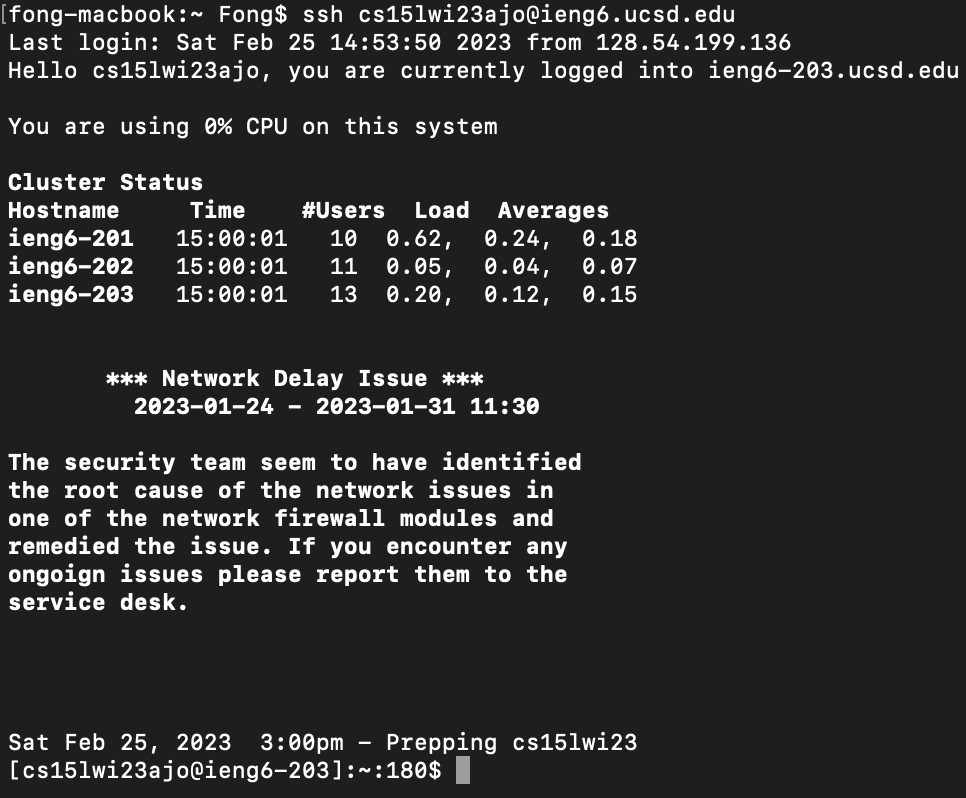 [fong-macbook:~ Fong$ ssh cs15lwi23ajo@ieng6.ucsd.edu
Last login: Sat Feb 25 14:53:50 2023 from 128.54.199.136
Hello cs15lwi23ajo, you are currently logged into ieng6-203.ucsd.edu
You are using 0% CPU on this system
Cluster Status
Hostname     Time    #Users  Load  Averages
ieng6-201   15:00:01   10  0.62,  0.24,  0.18
ieng6-202   15:00:01   11  0.05,  0.04,  0.07
ieng6-203   15:00:01   13  0.20,  0.12,  0.15
*** Network Delay Issue ***
2023-01-24 - 2023-01-31 11:30
The security team seem to have identified
the root cause of the network issues in
one of the network firewall modules and
remedied the issue. If you encounter any
ongoign issues please report them to the
service desk.
Sat Feb 25, 2023  3:00pm - Prepping cs15lwi23
[cs15lwi23ajo@ieng6-203]:~:180$